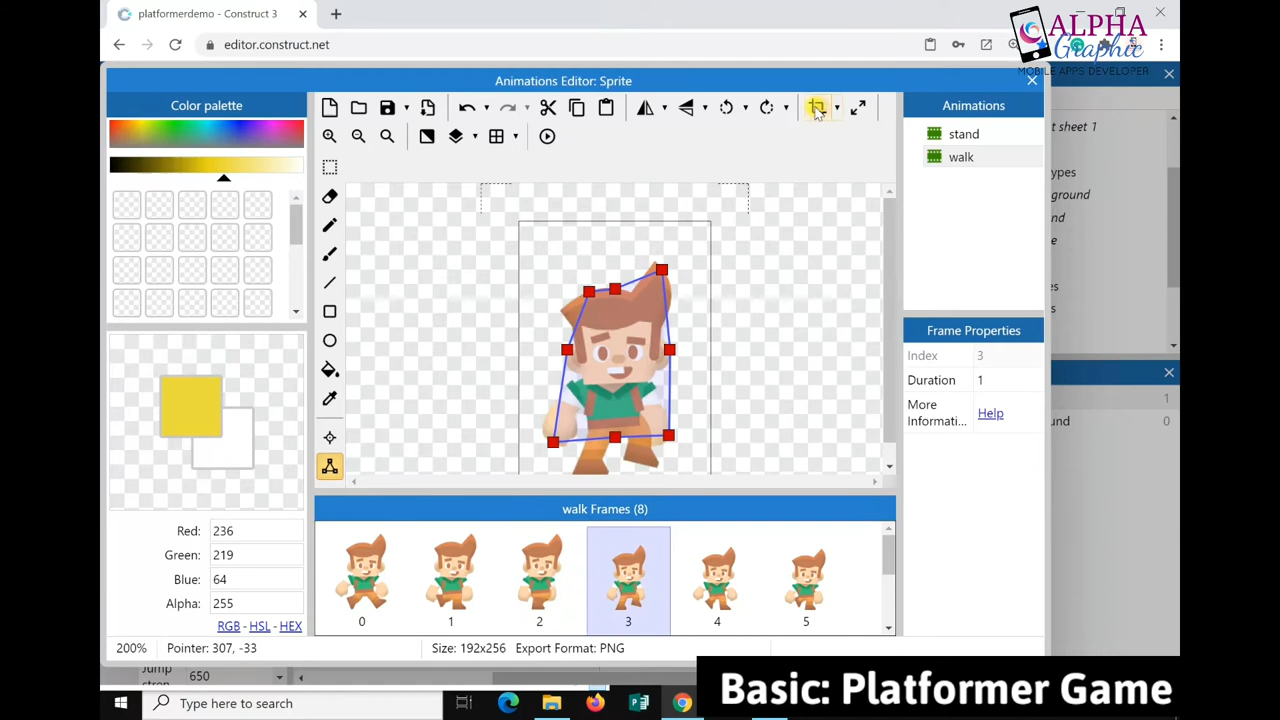 platformerdemo - Construct 3
editor.construct.net
ALPHA
Graphic
MOBILE APPS DEVELOPER
Animations Editor: Sprite
Color palette
Animations
stand
walk
t sheet 1
ypes
ground
nd
e
es
s
Frame Properties
Index 3
Duration 1
More
Informati... Help
1
und 0
walk Frames (8)
0 1 2 3 4 5
Red: 236
Green: 219
Blue: 64
Alpha: 255
RGB - HSL - HEX
200% Pointer: 307, -33 Size: 192x256 Export Format: PNG
Jump
stren 650
Type here to search
Basic: Platformer Game